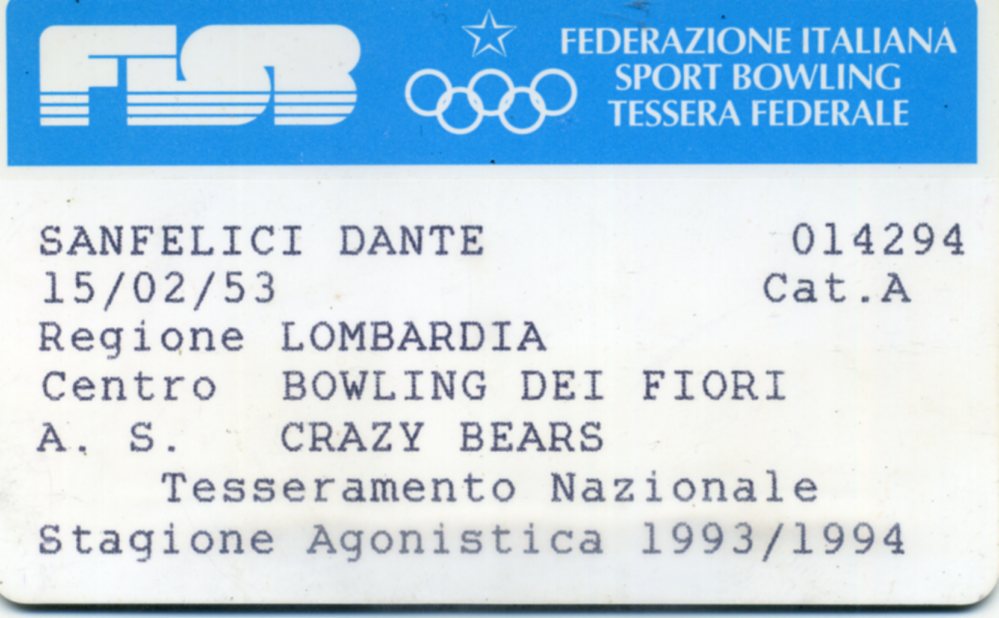 FISB
FEDERAZIONE ITALIANA
SPORT BOWLING
TESSERA FEDERALE
SANFELICI DANTE 014294
15/02/53 Cat.A
Regione LOMBARDIA
Centro BOWLING DEI FIORI
A. S. CRAZY BEARS
Tesseramento Nazionale
Stagione Agonistica 1993/1994